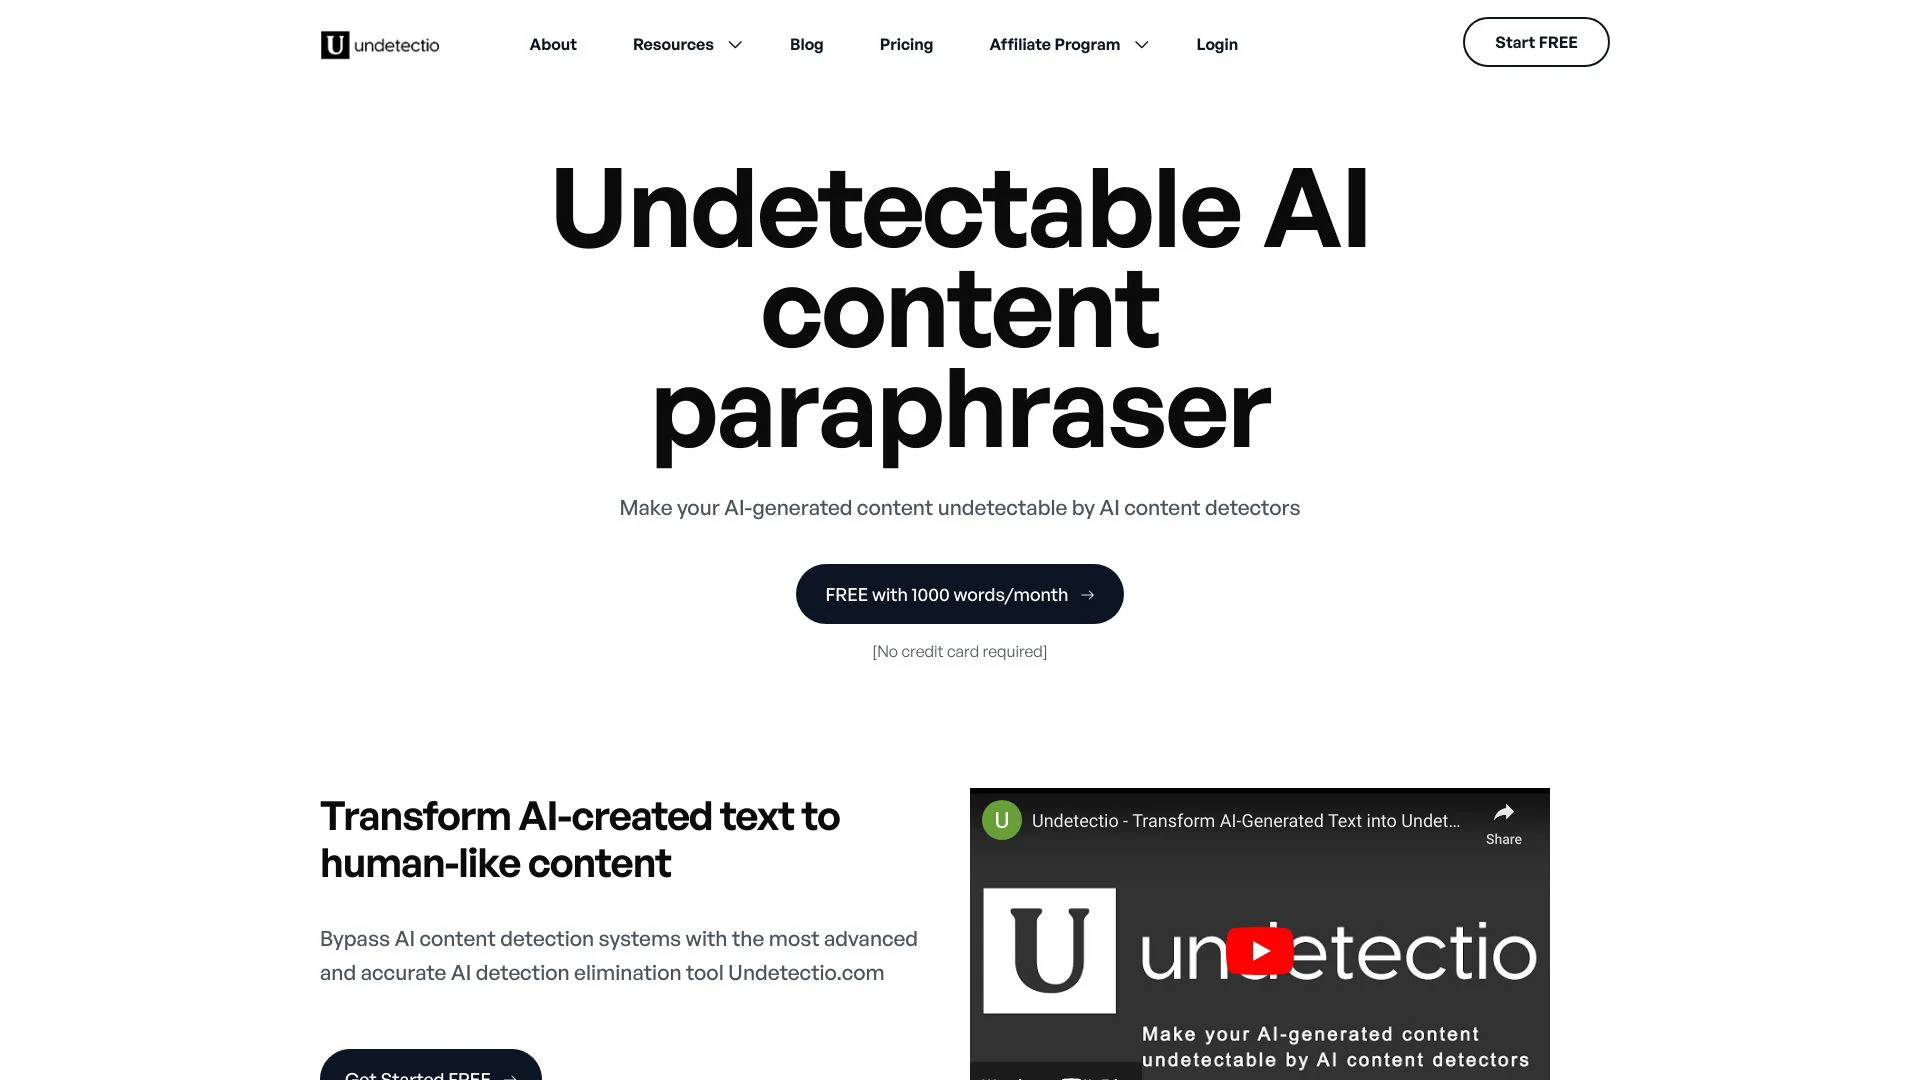 U undetectio
About
Resources
Blog
Pricing
Affiliate Program
Login
Start FREE
Undetectable AI
content
paraphraser
Make your AI-generated content undetectable by AI content detectors
FREE with 1000 words/month →
[No credit card required]
Transform AI-created text to
human-like content
Bypass AI content detection systems with the most advanced
and accurate AI detection elimination tool Undetectio.com
Get Started FREE →
U Undetectio - Transform AI-Generated Text into Undet...
Share
U undetectio
Make your AI-generated content
undetectable by AI content detectors